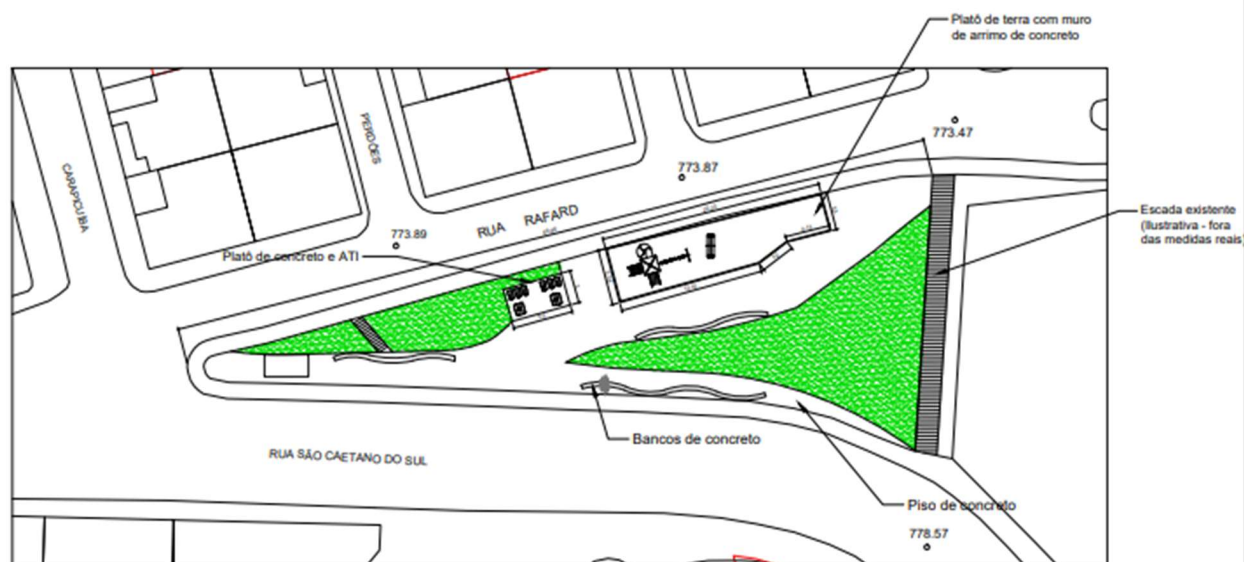 Platô de terra com muro
de arrimo de concreto
773.47
PERDÕES
773.87
CARAPICUÍBA
Escada existente
(Ilustrativa - fora
das medidas reais)
RUA RAFARD
773.89
Platô de concreto e ATI
Bancos de concreto
RUA SÃO CAETANO DO SUL
Piso de concreto
778.57